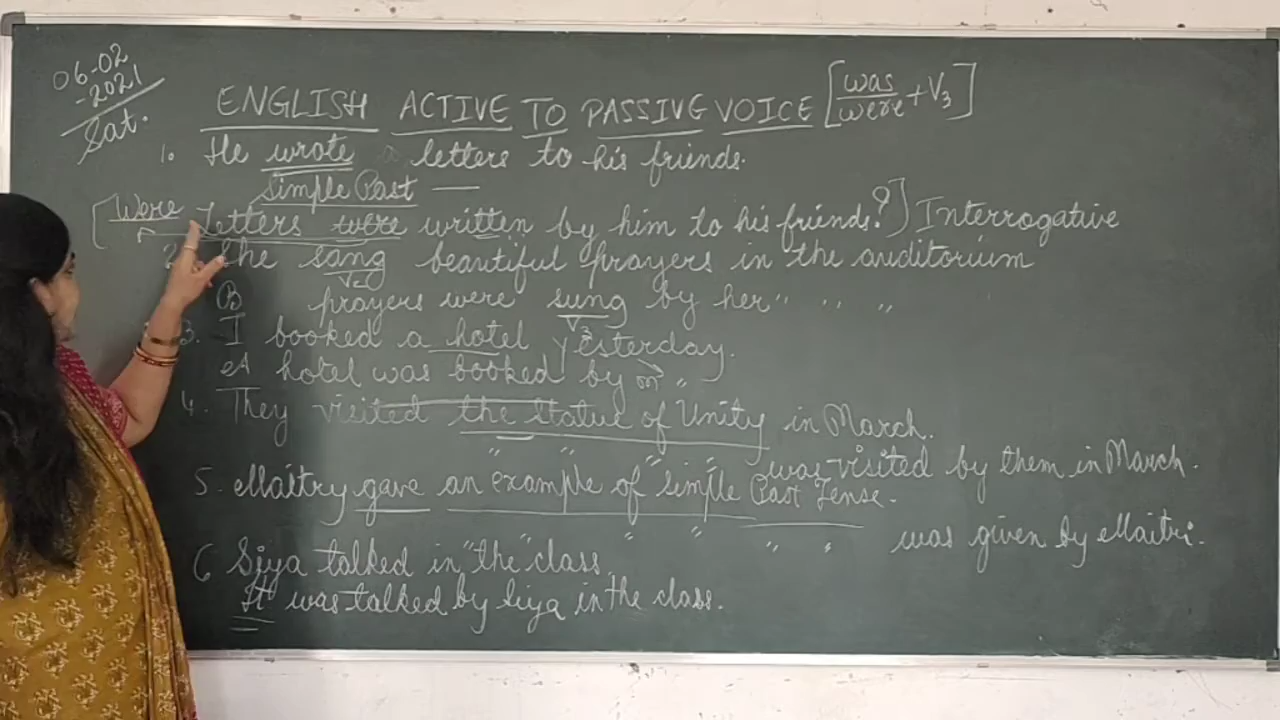 06-02
-2021
Sat.
ENGLISH ACTIVE TO PASSIVE VOICE [was/were + V3]
1. He wrote letters to his friends.
Simple Past
[Were letters were written by him to his friends?] Interrogative
2. She sang beautiful prayers in the auditorium
V2
B prayers were sung by her " " "
V3
3. I booked a hotel yesterday.
A hotel was booked by me "
4. They visited the Statue of Unity in March.
" " " " was visited by them in March.
5. Maitry gave an example of Simple Past Tense.
" " " " was given by Maitri.
6 Siya talked in "the" class
It was talked by Siya in the class.